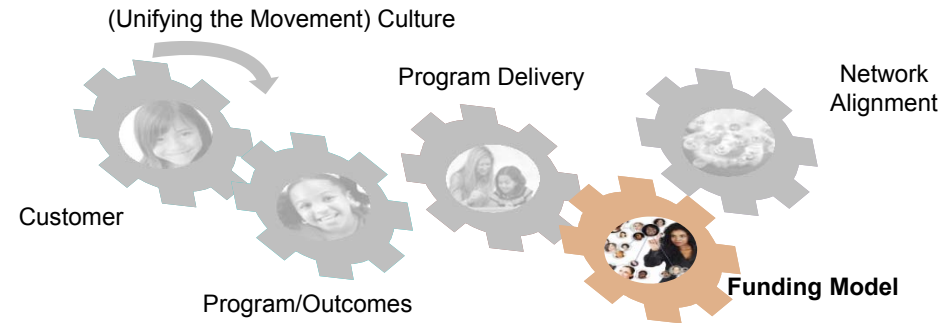 (Unifying the Movement) Culture
Program Delivery
Network
Alignment
Customer
Program/Outcomes
Funding Model